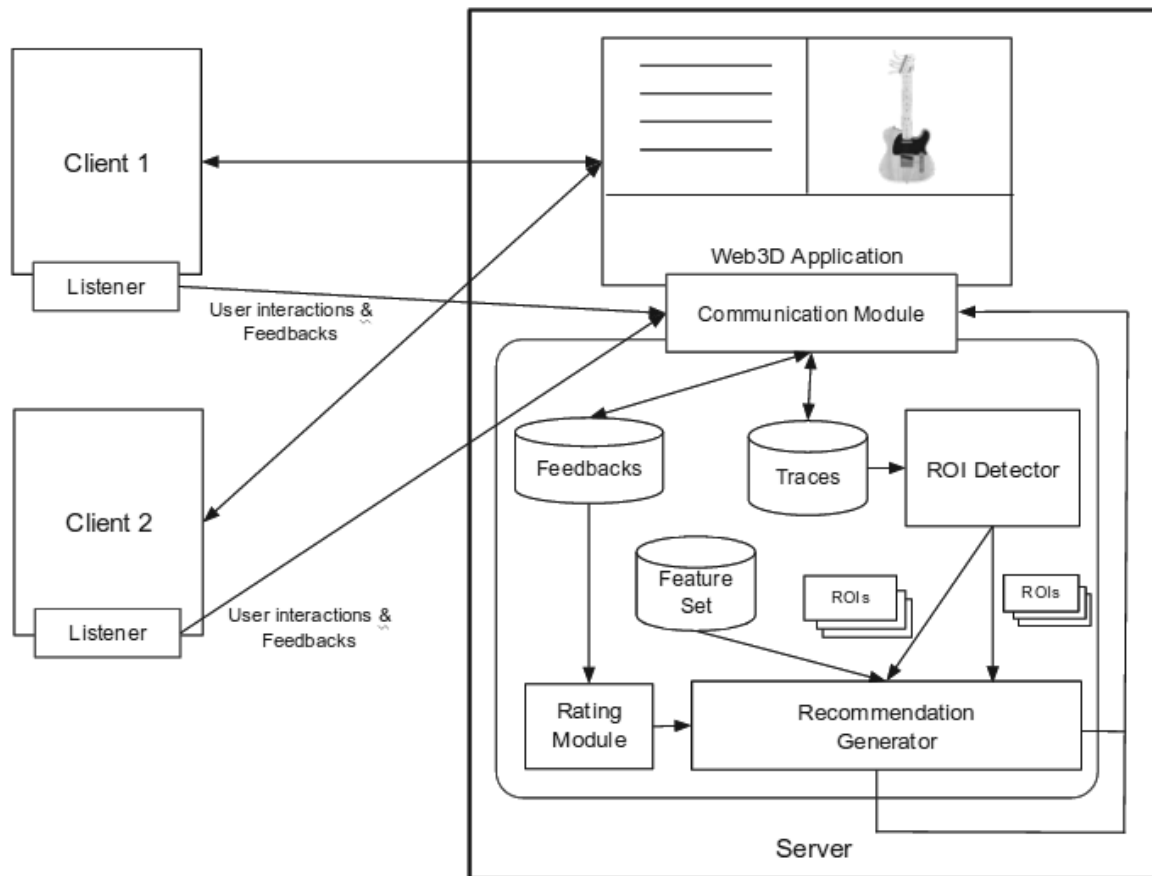 Client 1
Listener
User interactions &
Feedbacks
Client 2
Listener
User interactions &
Feedbacks
Web3D Application
Communication Module
Feedbacks
Traces
ROI Detector
Feature
Set
ROIs
ROIs
Rating
Module
Recommendation
Generator
Server